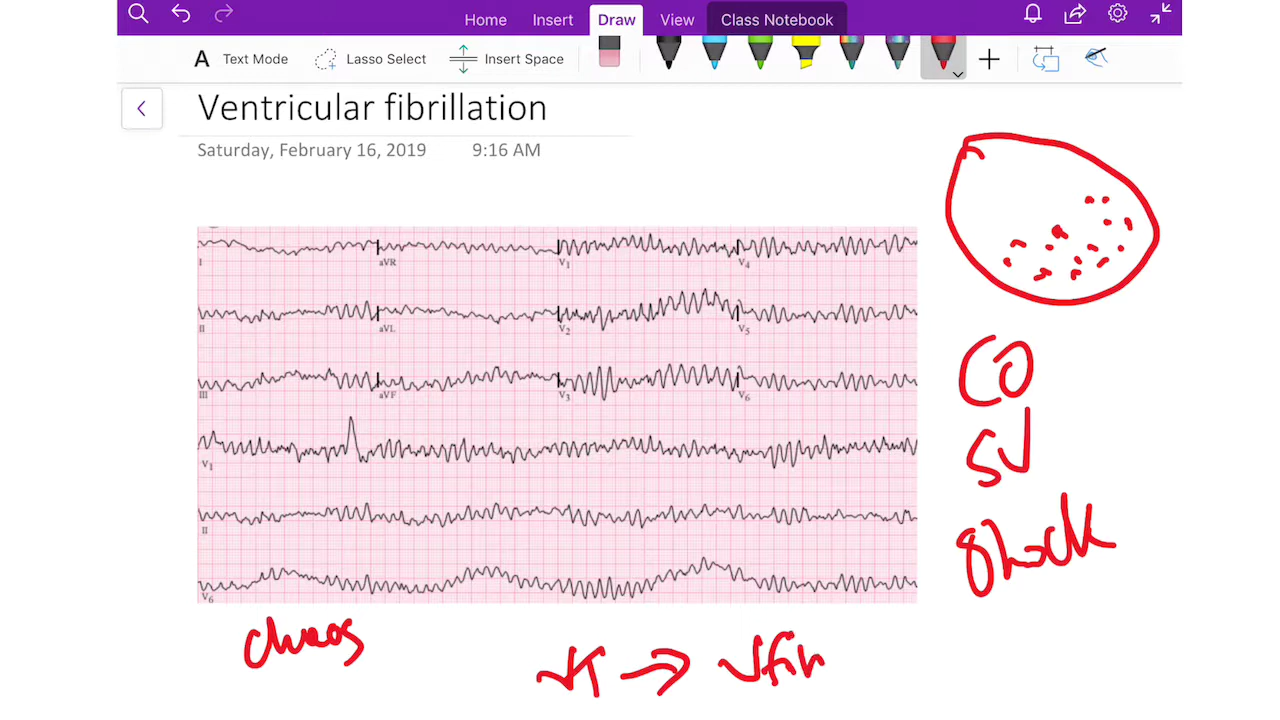 Home Insert Draw View Class Notebook
A Text Mode Lasso Select Insert Space
Ventricular fibrillation
Saturday, February 16, 2019 9:16 AM
I aVR V1 V4
II aVL V2 V5
III aVF V3 V6
V1
II
V6
CO
SV
Shock
chaos
VT → Vfib